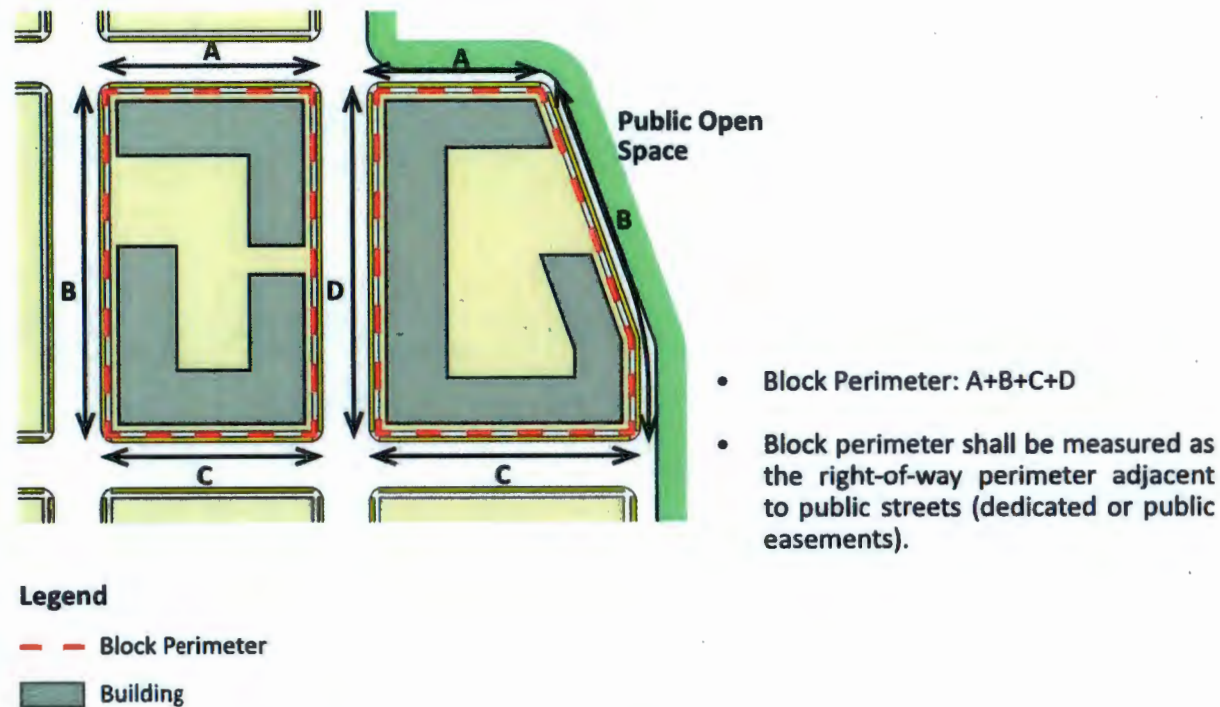 A
A
Public Open
Space
B
B
D
C
C
• Block Perimeter: A+B+C+D
• Block perimeter shall be measured as
the right-of-way perimeter adjacent
to public streets (dedicated or public
easements).
Legend
Block Perimeter
Building